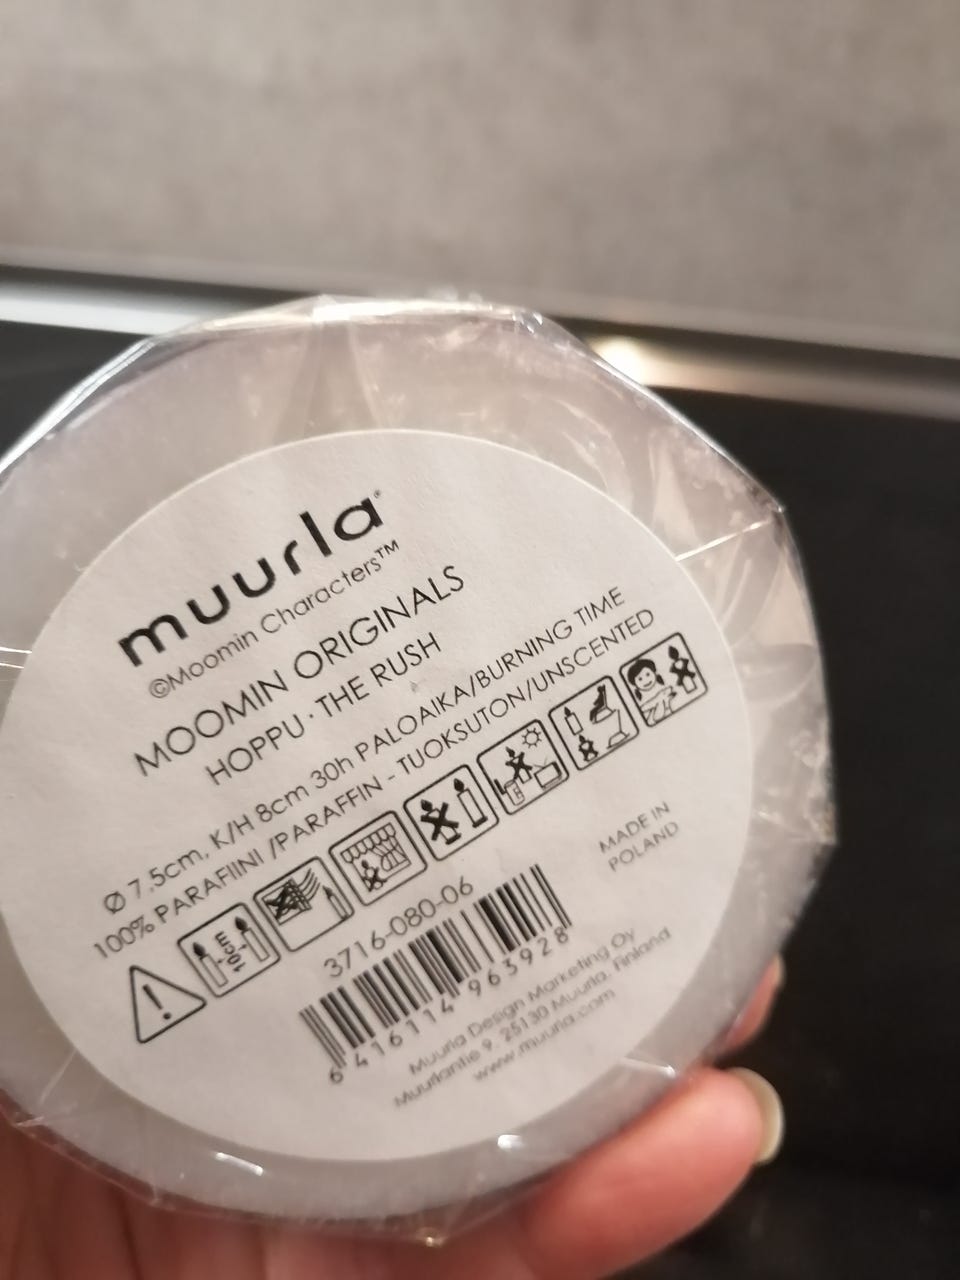 muurla®
©Moomin Characters™
MOOMIN ORIGINALS
HOPPU · THE RUSH
Ø 7,5cm, K/H 8cm 30h PALOAIKA/BURNING TIME
100% PARAFIINI /PARAFFIN - TUOKSUTON/UNSCENTED
10cm
3716-080-06
6 416114 963928
MADE IN
POLAND
Muurla Design Marketing Oy
Muurlantie 9, 25130 Muurla, Finland
www.muurla.com